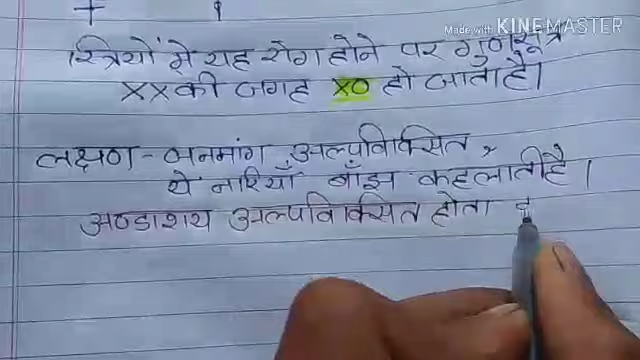 Made with KINEMASTER
स्त्रियों में यह रोग होने पर गुणसूत्र
XX की जगह XO हो जाता है।
लक्षण - जनमांग अल्पविकसित,
ये नारियाँ बाँझ कहलाती है।
अण्डाशय अल्पविकसित होता